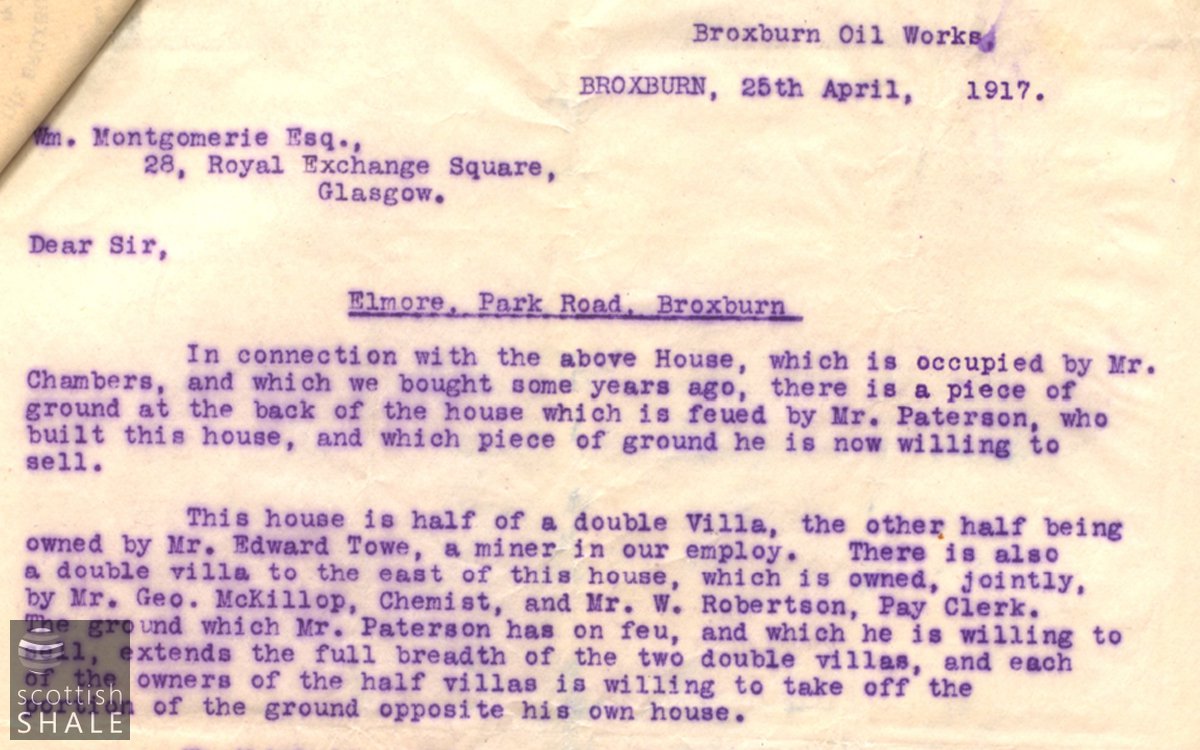 Broxburn Oil Works,
BROXBURN, 25th April, 1917.
Wm. Montgomerie Esq.,
28, Royal Exchange Square,
Glasgow.
Dear Sir,
Elmore, Park Road, Broxburn
In connection with the above House, which is occupied by Mr.
Chambers, and which we bought some years ago, there is a piece of
ground at the back of the house which is feued by Mr. Paterson, who
built this house, and which piece of ground he is now willing to
sell.
This house is half of a double Villa, the other half being
owned by Mr. Edward Towe, a miner in our employ. There is also
a double villa to the east of this house, which is owned, jointly,
by Mr. Geo. McKillop, Chemist, and Mr. W. Robertson, Pay Clerk.
The ground which Mr. Paterson has on feu, and which he is willing to
sell, extends the full breadth of the two double villas, and each
of the owners of the half villas is willing to take off the
portion of the ground opposite his own house.
scottish
SHALE